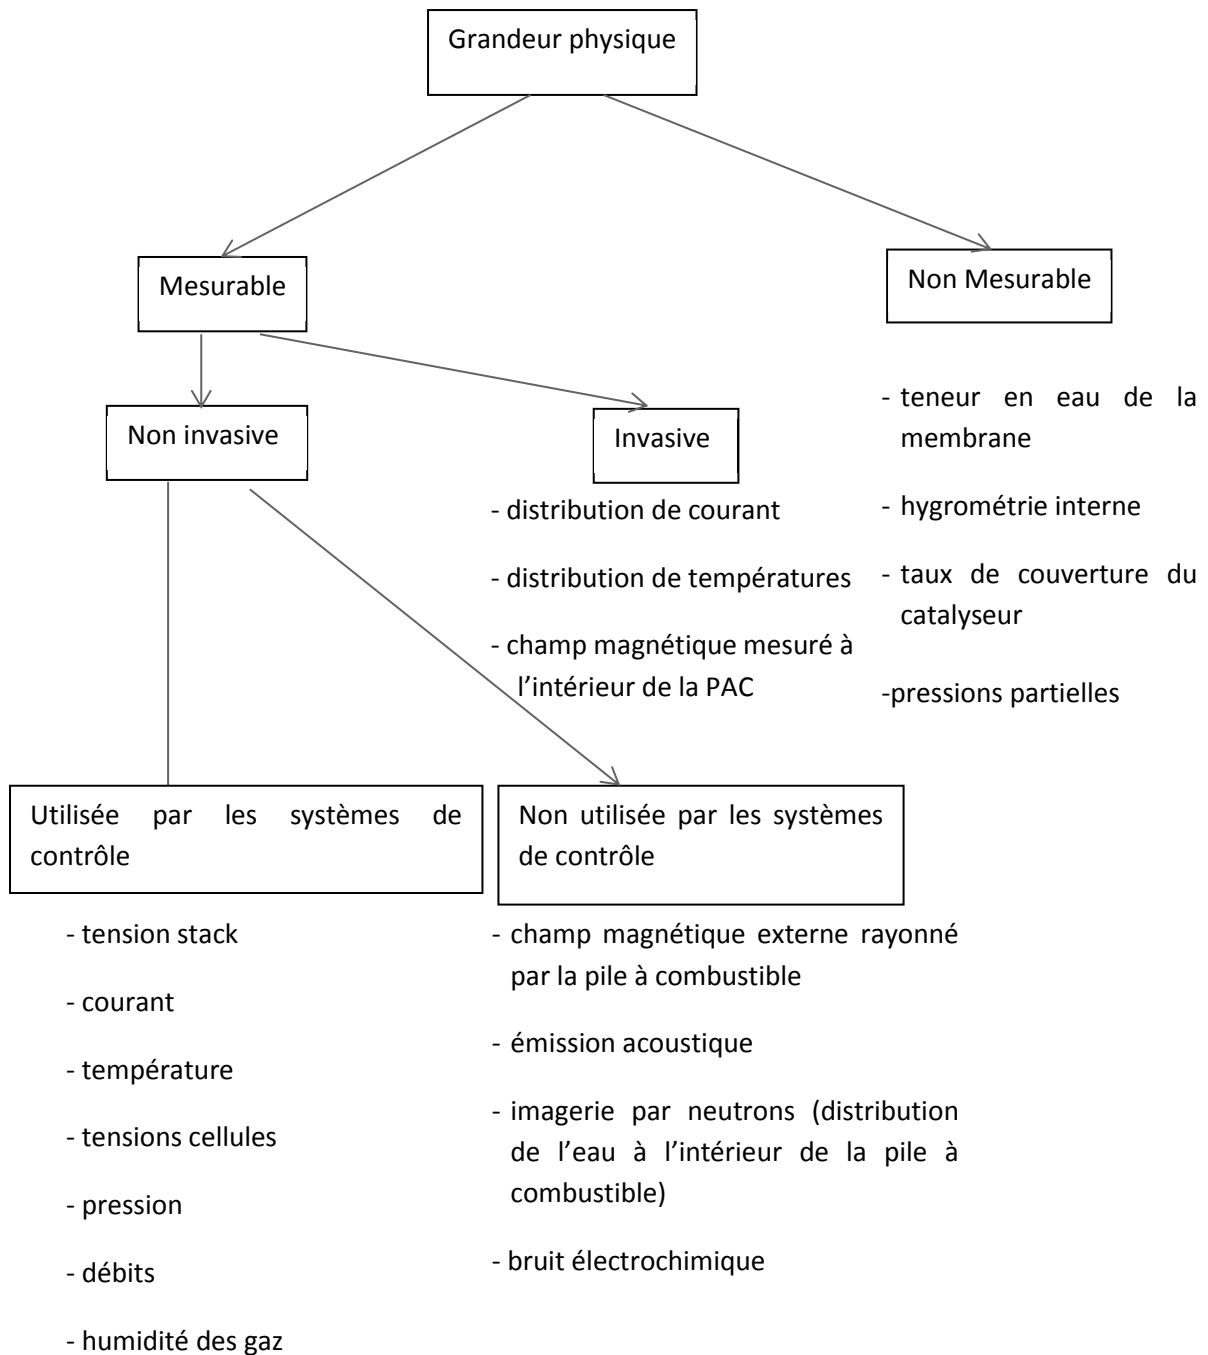 Grandeur physique
Mesurable
Non Mesurable
Non invasive
Invasive
- teneur en eau de la
membrane
- hygrométrie interne
- taux de couverture du
catalyseur
-pressions partielles
- distribution de courant
- distribution de températures
- champ magnétique mesuré à
l’intérieur de la PAC
Utilisée par les systèmes de
contrôle
- tension stack
- courant
- température
- tensions cellules
- pression
- débits
- humidité des gaz
Non utilisée par les systèmes
de contrôle
- champ magnétique externe rayonné
par la pile à combustible
- émission acoustique
- imagerie par neutrons (distribution
de l’eau à l’intérieur de la pile à
combustible)
- bruit électrochimique